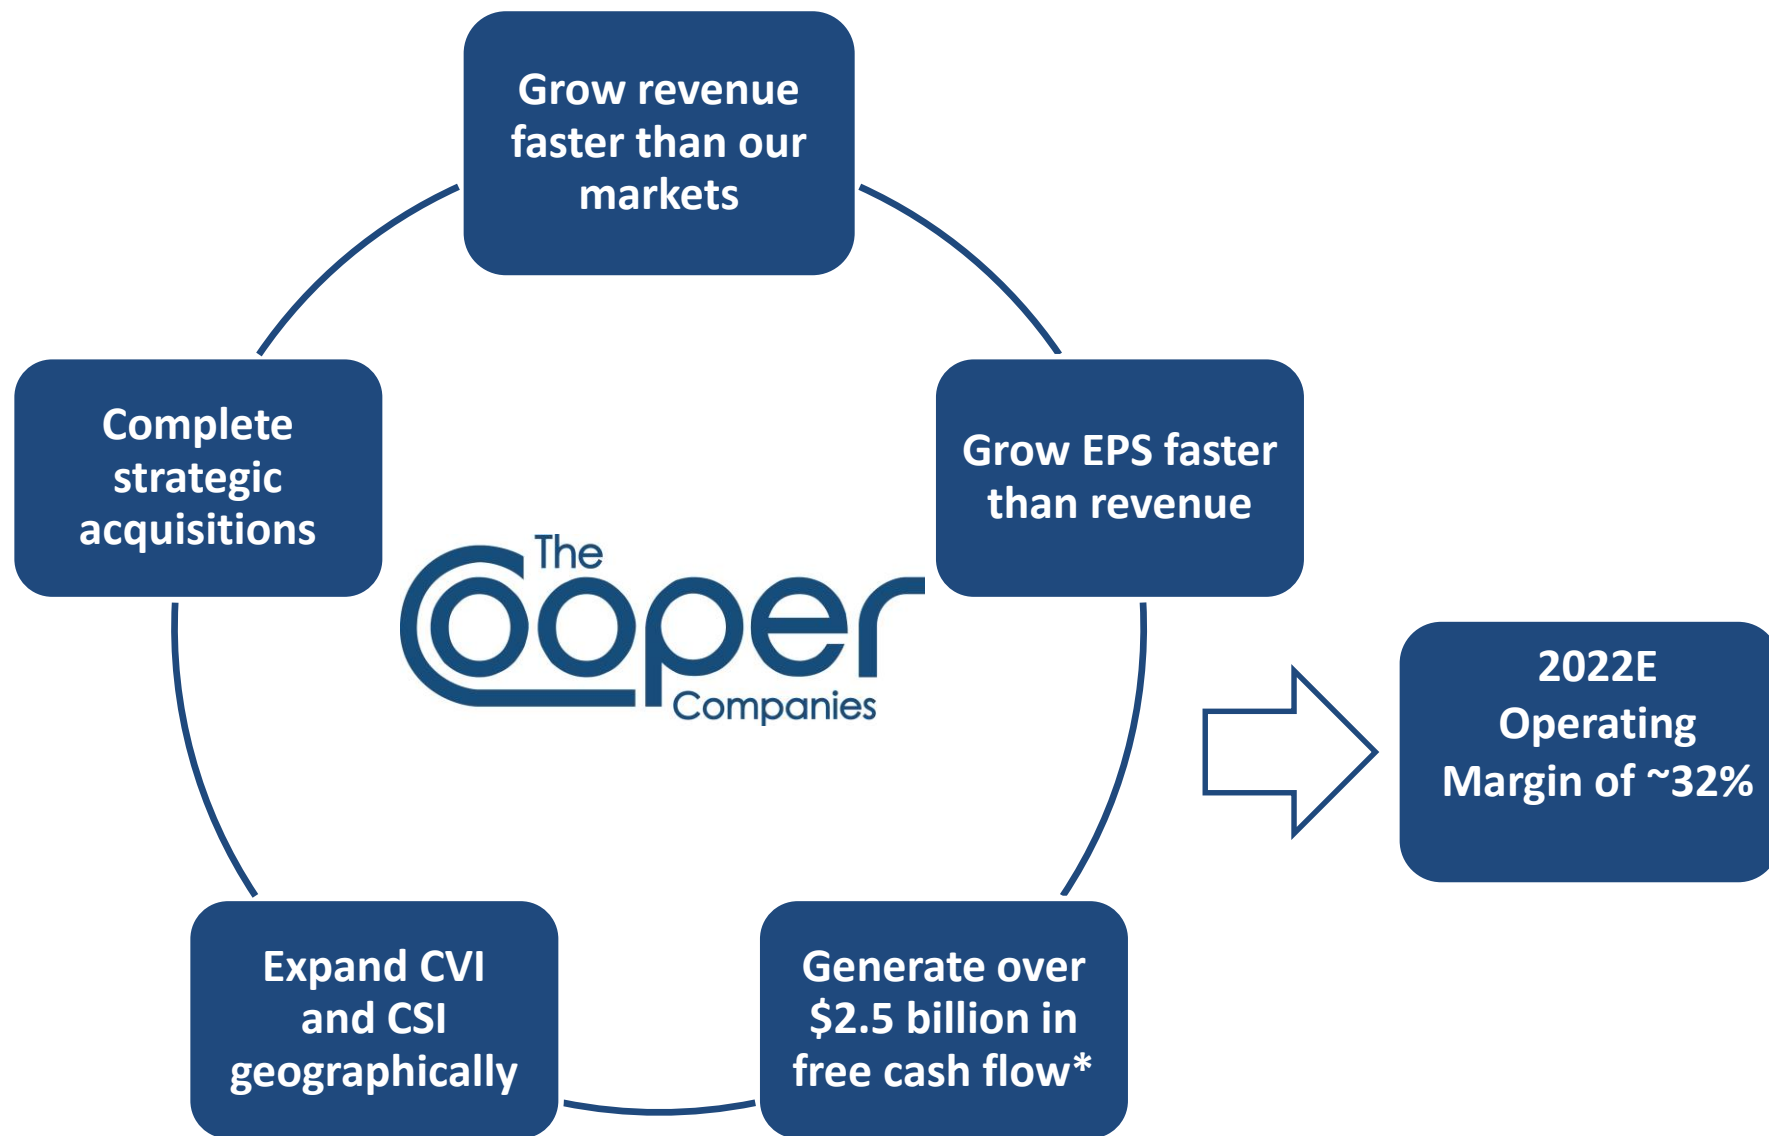 Grow revenue
faster than our
markets
Grow EPS faster
than revenue
Generate over
$2.5 billion in
free cash flow*
Expand CVI
and CSI
geographically
Complete
strategic
acquisitions
The
Cooper
Companies
2022E
Operating
Margin of ~32%